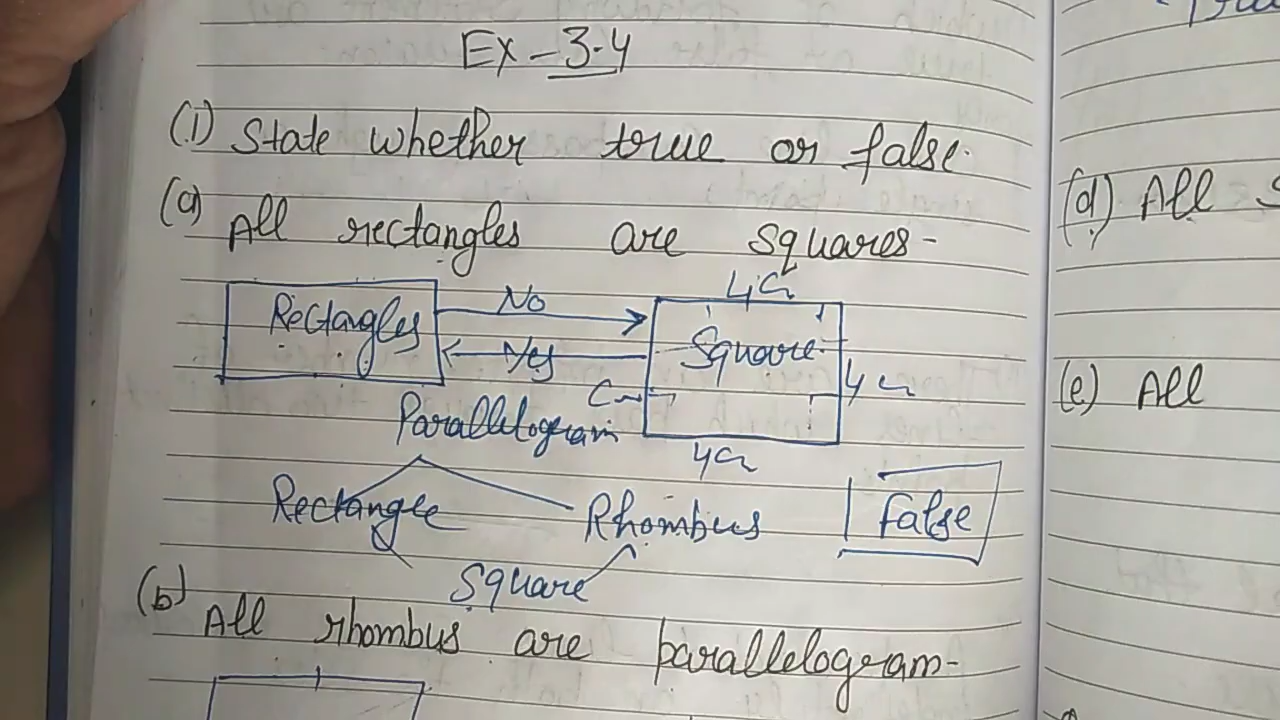 Ex-3.4
(1) State whether true or false.
(a) All rectangles are squares-
4cm
Rectangles No Square
Yes 4cm
Cm
Parallelogram
4cm
Rectangle Rhombus False
Square
(b) All rhombus are parallelogram-
(d) All
(e) All